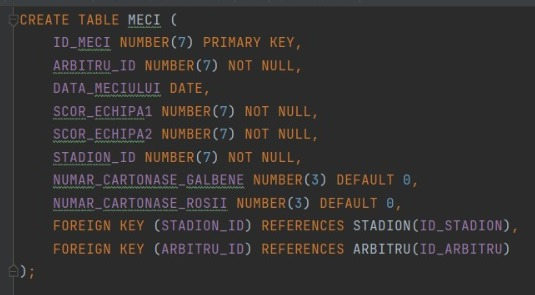 CREATE TABLE MECI (
ID_MECI NUMBER(7) PRIMARY KEY,
ARBITRU_ID NUMBER(7) NOT NULL,
DATA_MECIULUI DATE,
SCOR_ECHIPA1 NUMBER(7) NOT NULL,
SCOR_ECHIPA2 NUMBER(7) NOT NULL,
STADION_ID NUMBER(7) NOT NULL,
NUMAR_CARTONASE_GALBENE NUMBER(3) DEFAULT 0,
NUMAR_CARTONASE_ROSII NUMBER(3) DEFAULT 0,
FOREIGN KEY (STADION_ID) REFERENCES STADION(ID_STADION),
FOREIGN KEY (ARBITRU_ID) REFERENCES ARBITRU(ID_ARBITRU)
);